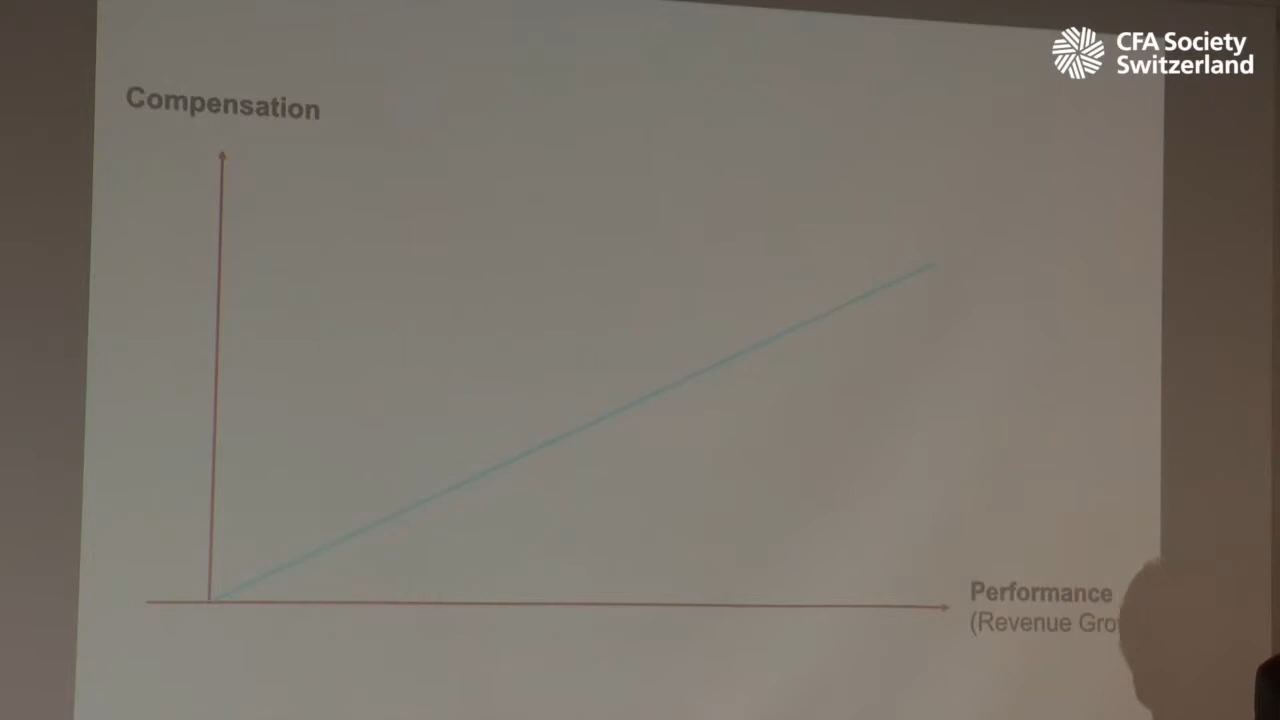 CFA Society
Switzerland
Compensation
Performance
(Revenue